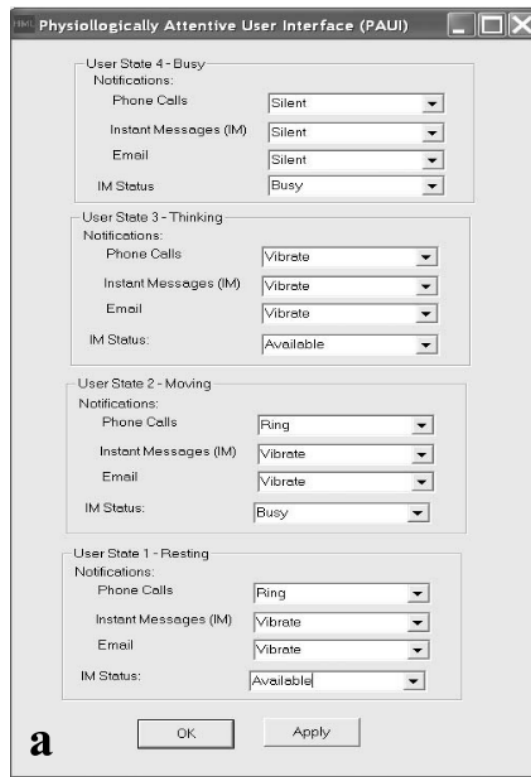 Physiollogically Attentive User Interface (PAUI)
User State 4 - Busy
Notifications:
Phone Calls Silent
Instant Messages (IM) Silent
Email Silent
IM Status Busy
User State 3 - Thinking
Notifications:
Phone Calls Vibrate
Instant Messages (IM) Vibrate
Email Vibrate
IM Status: Available
User State 2 - Moving
Notifications:
Phone Calls Ring
Instant Messages (IM) Vibrate
Email Vibrate
IM Status: Busy
User State 1 - Resting
Notifications:
Phone Calls Ring
Instant Messages (IM) Vibrate
Email Vibrate
IM Status: Available
a OK Apply